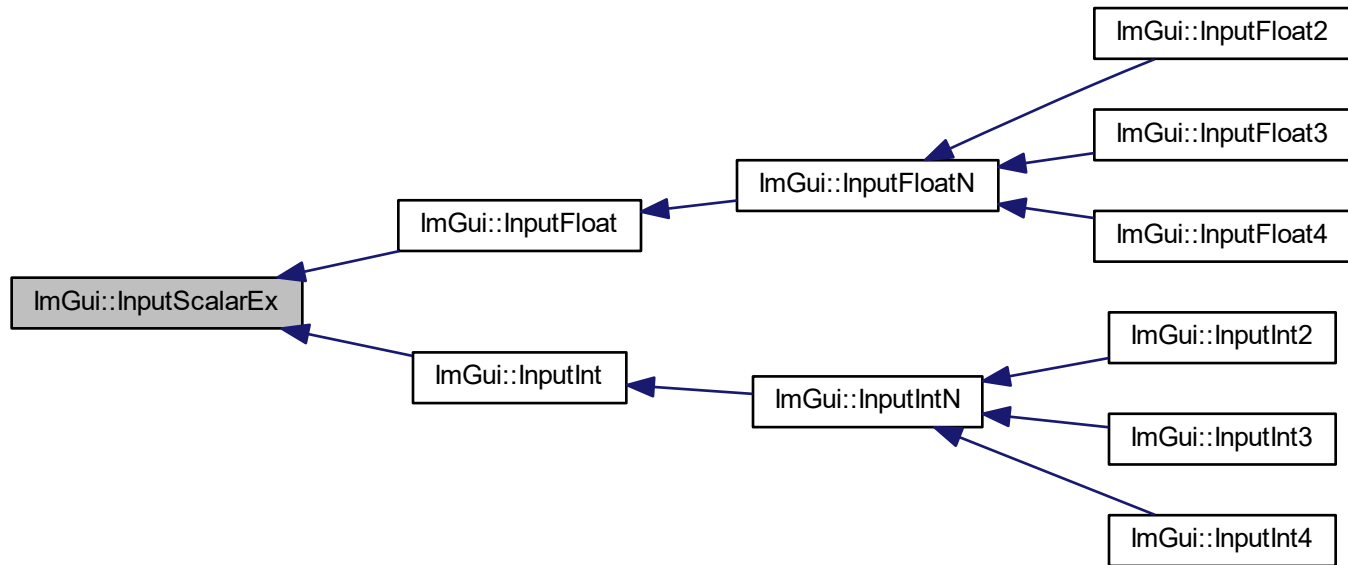 ImGui::InputScalarEx
ImGui::InputFloat
ImGui::InputFloatN
ImGui::InputFloat2
ImGui::InputFloat3
ImGui::InputFloat4
ImGui::InputInt
ImGui::InputIntN
ImGui::InputInt2
ImGui::InputInt3
ImGui::InputInt4